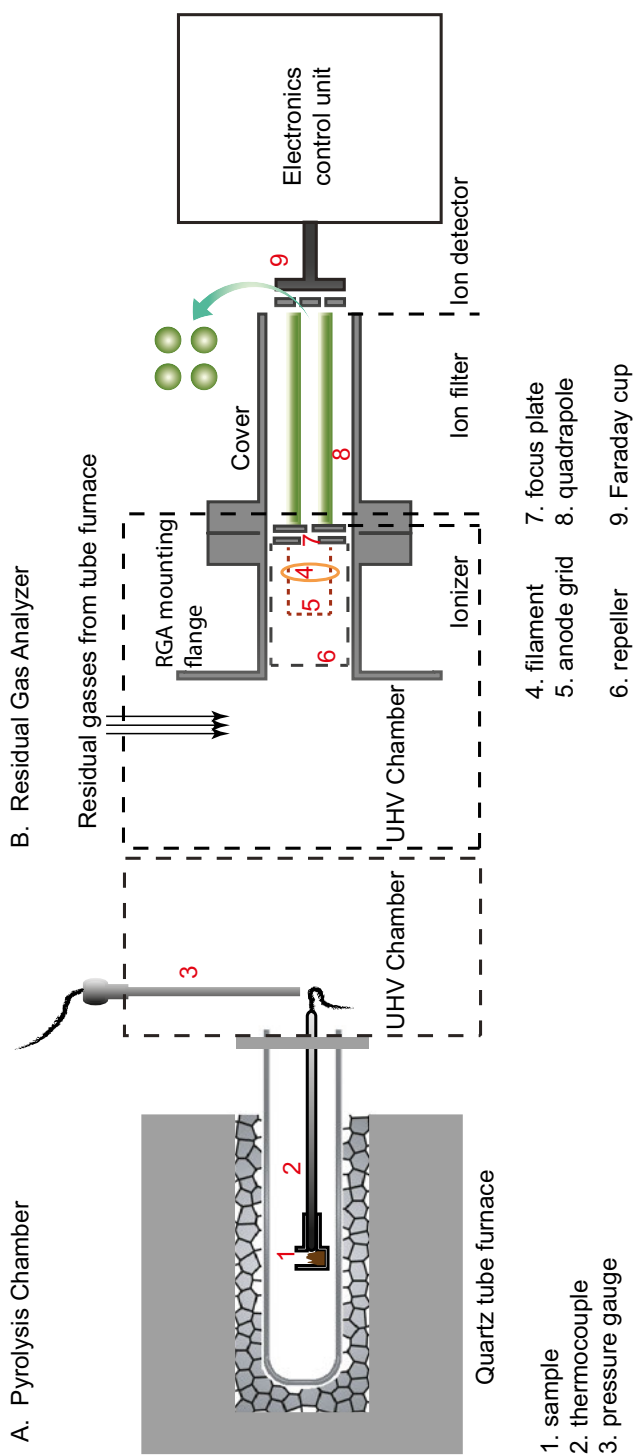 A. Pyrolysis Chamber
1
2
3
UHV Chamber
Quartz tube furnace
1. sample
2. thermocouple
3. pressure gauge
B. Residual Gas Analyzer
Residual gasses from tube furnace
RGA mounting
flange
Cover
Electronics
control unit
4
5
6
7
8
9
UHV Chamber
Ionizer
Ion filter
Ion detector
4. filament
5. anode grid
6. repeller
7. focus plate
8. quadrapole
9. Faraday cup